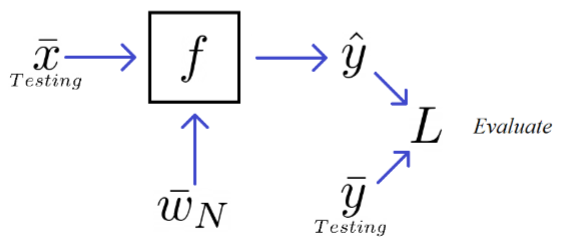 x̄
Testing
f
ŷ
L
Evaluate
w̄N
ȳ
Testing